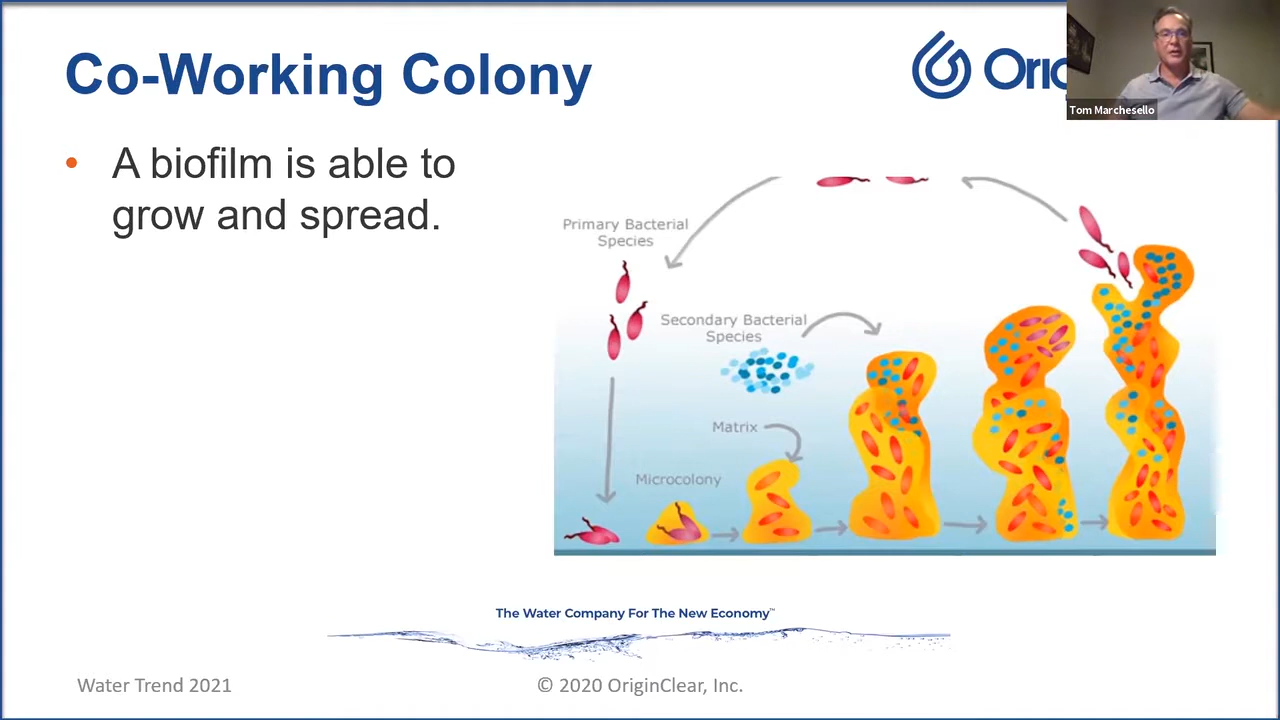 Co-Working Colony
Orig
Tom Marchesello
• A biofilm is able to
grow and spread.
Primary Bacterial
Species
Secondary Bacterial
Species
Matrix
Microcolony
The Water Company For The New Economy™
Water Trend 2021
© 2020 OriginClear, Inc.